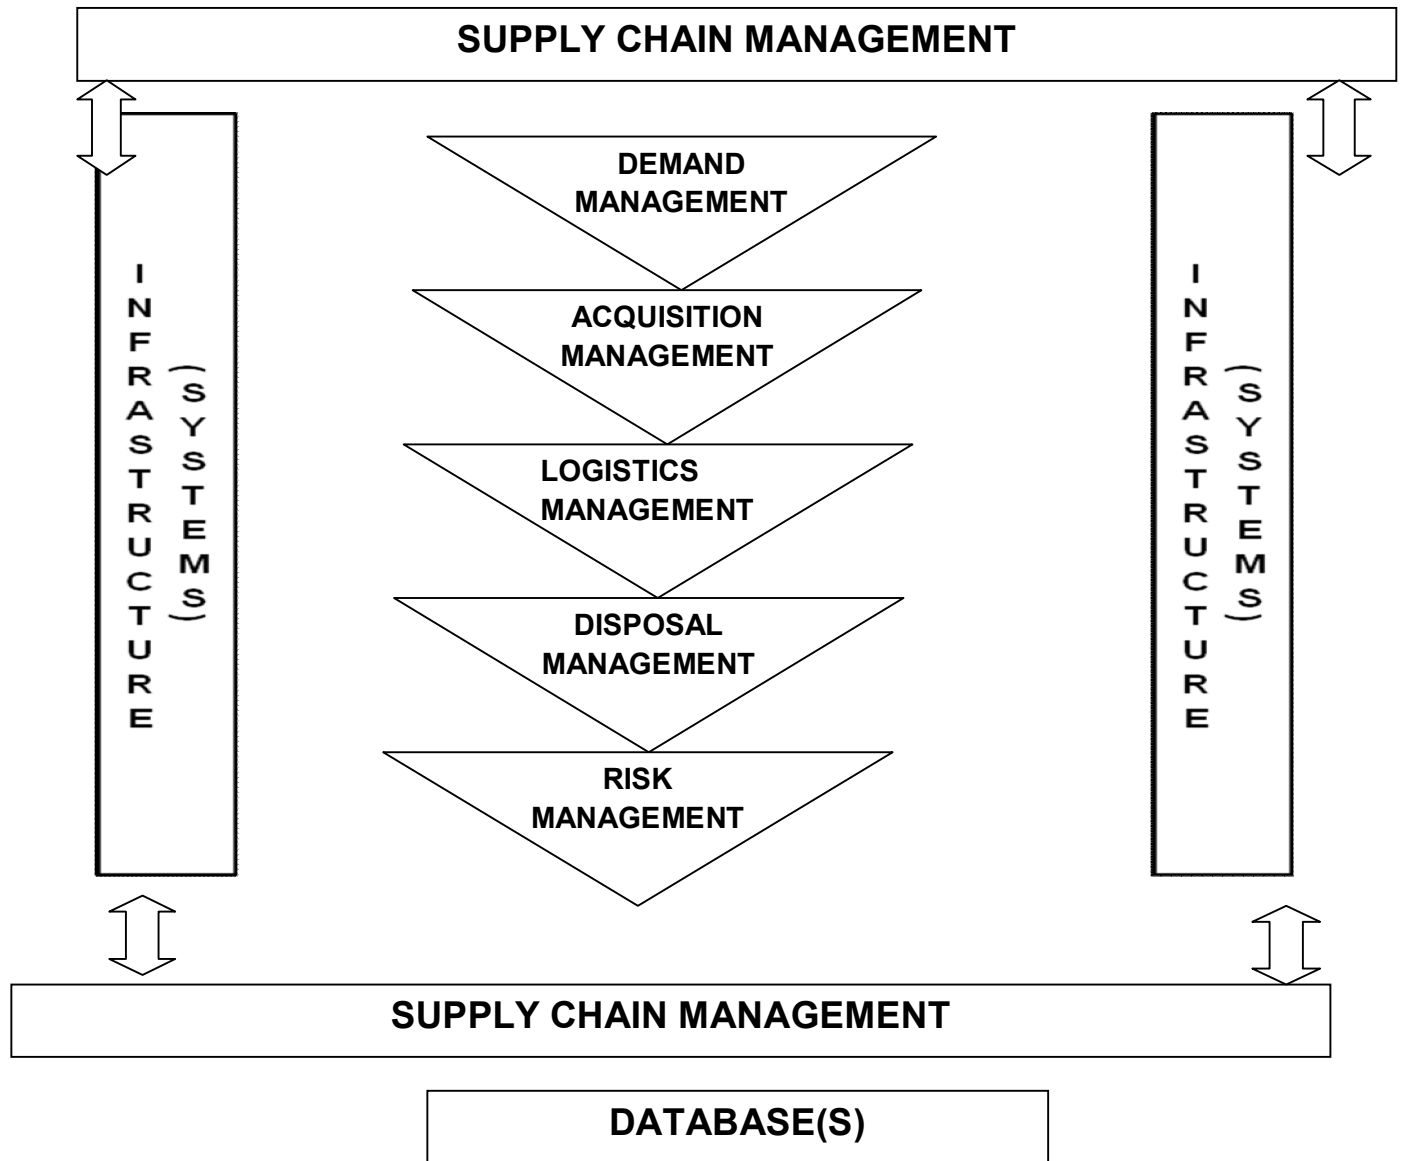 SUPPLY CHAIN MANAGEMENT
INFRASTRUCTURE
(SYSTEMS)
DEMAND
MANAGEMENT
ACQUISITION
MANAGEMENT
LOGISTICS
MANAGEMENT
DISPOSAL
MANAGEMENT
RISK
MANAGEMENT
INFRASTRUCTURE
(SYSTEMS)
SUPPLY CHAIN MANAGEMENT
DATABASE(S)